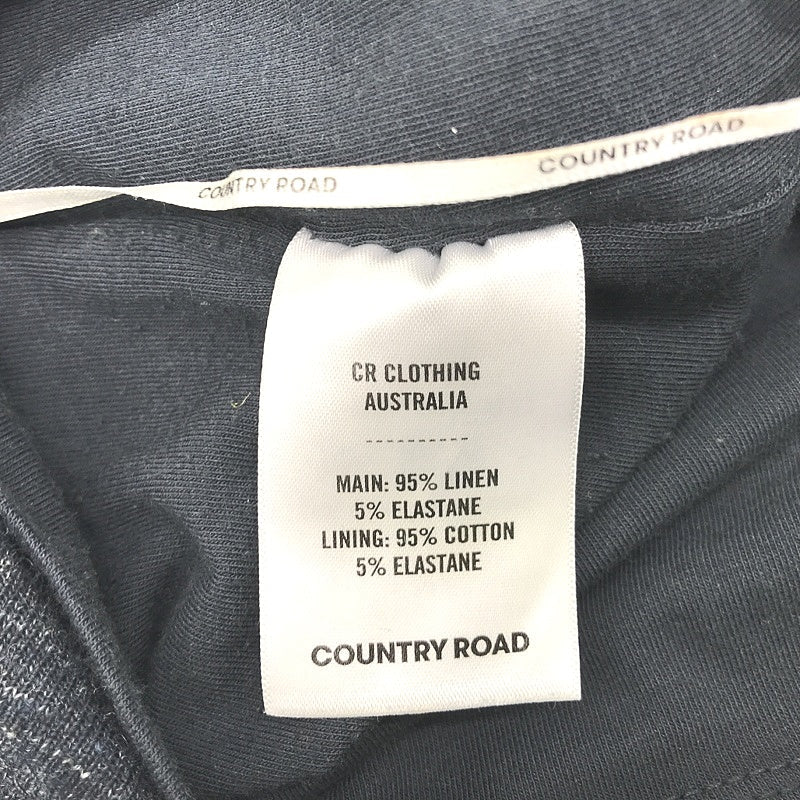 COUNTRY ROAD
COUNTRY ROAD
CR CLOTHING
AUSTRALIA
-----------
MAIN: 95% LINEN
5% ELASTANE
LINING: 95% COTTON
5% ELASTANE
COUNTRY ROAD